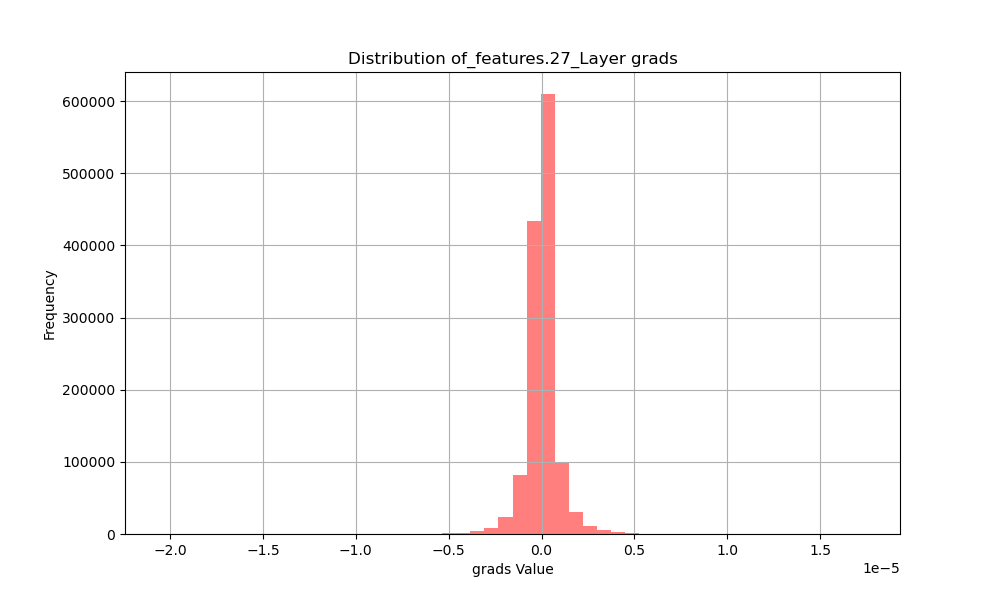 Distribution of_features.27_Layer grads
600000
500000
400000
300000
200000
100000
0
Frequency
−2.0 −1.5 −1.0 −0.5 0.0 0.5 1.0 1.5
1e−5
grads Value